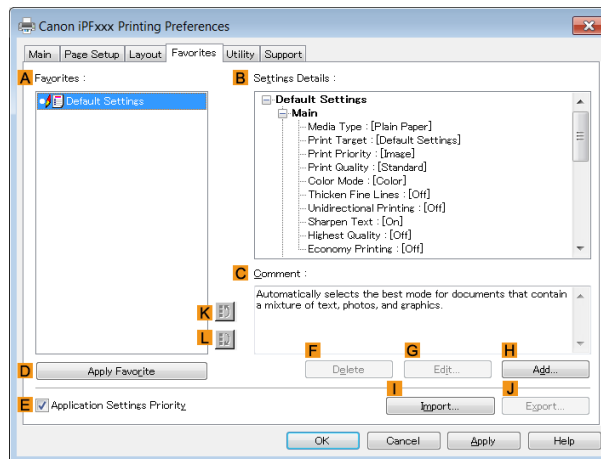 Canon iPFxxx Printing Preferences
Main Page Setup Layout Favorites Utility Support
A Favorites :
Default Settings
B Settings Details :
Default Settings
Main
Media Type : [Plain Paper]
Print Target : [Default Settings]
Print Priority : [Image]
Print Quality : [Standard]
Color Mode : [Color]
Thicken Fine Lines : [Off]
Unidirectional Printing : [Off]
Sharpen Text : [On]
Highest Quality : [Off]
Economy Printing : [Off]
C Comment :
Automatically selects the best mode for documents that contain
a mixture of text, photos, and graphics.
K
L
D Apply Favorite
F Delete
G Edit...
H Add...
E Application Settings Priority
I Import...
J Export...
OK Cancel Apply Help